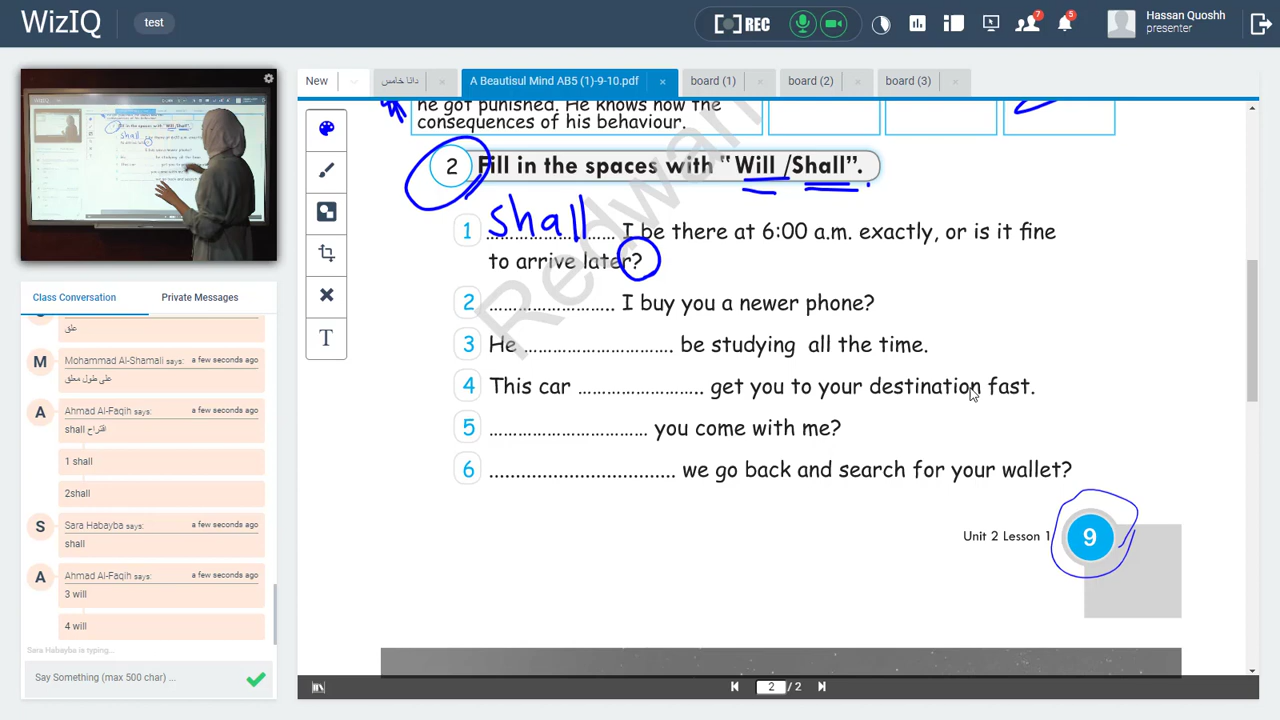 WizIQ
test
REC
7
5
Hassan Quoshh
presenter
New
داتا خامس
A Beautisul Mind AB5 (1)-9-10.pdf
board (1)
board (2)
board (3)
he got punished. He knows how the
consequences of his behaviour.
2 Fill in the spaces with "Will /Shall".
1 shall I be there at 6:00 a.m. exactly, or is it fine
to arrive later?
2 ........................ I buy you a newer phone?
3 He ............................. be studying all the time.
4 This car ........................ get you to your destination fast.
5 .............................. you come with me?
6 ................................... we go back and search for your wallet?
Unit 2 Lesson 1 9
Redwan
Class Conversation
Private Messages
علق
M Mohammad Al-Shamali says: a few seconds ago
على طول معلق
A Ahmad Al-Faqih says: a few seconds ago
shall اقتراح
1 shall
2shall
S Sara Habayba says: a few seconds ago
shall
A Ahmad Al-Faqih says: a few seconds ago
3 will
4 will
Sara Habayba is typing...
Say Something (max 500 char) ...
2 / 2